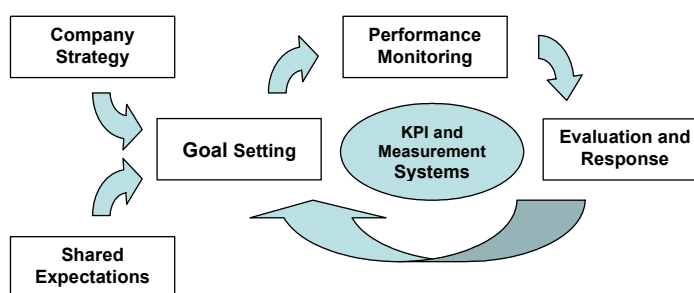 Company
Strategy
Performance
Monitoring
Goal Setting
KPI and
Measurement
Systems
Evaluation and
Response
Shared
Expectations